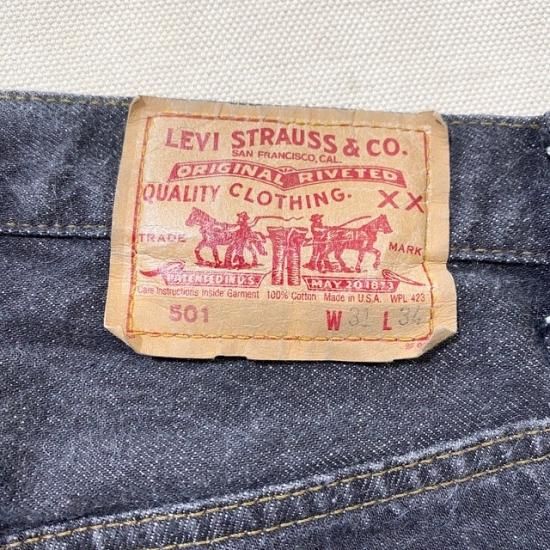 LEVI STRAUSS & CO.
SAN FRANCISCO, CAL.
ORIGINAL RIVETED
QUALITY CLOTHING. XX
TRADE MARK
PATENTED IN U.S. MAY 20 1873
Care Instructions Inside Garment 100% Cotton Made in U.S.A. WPL 423
501 W 31 L 34